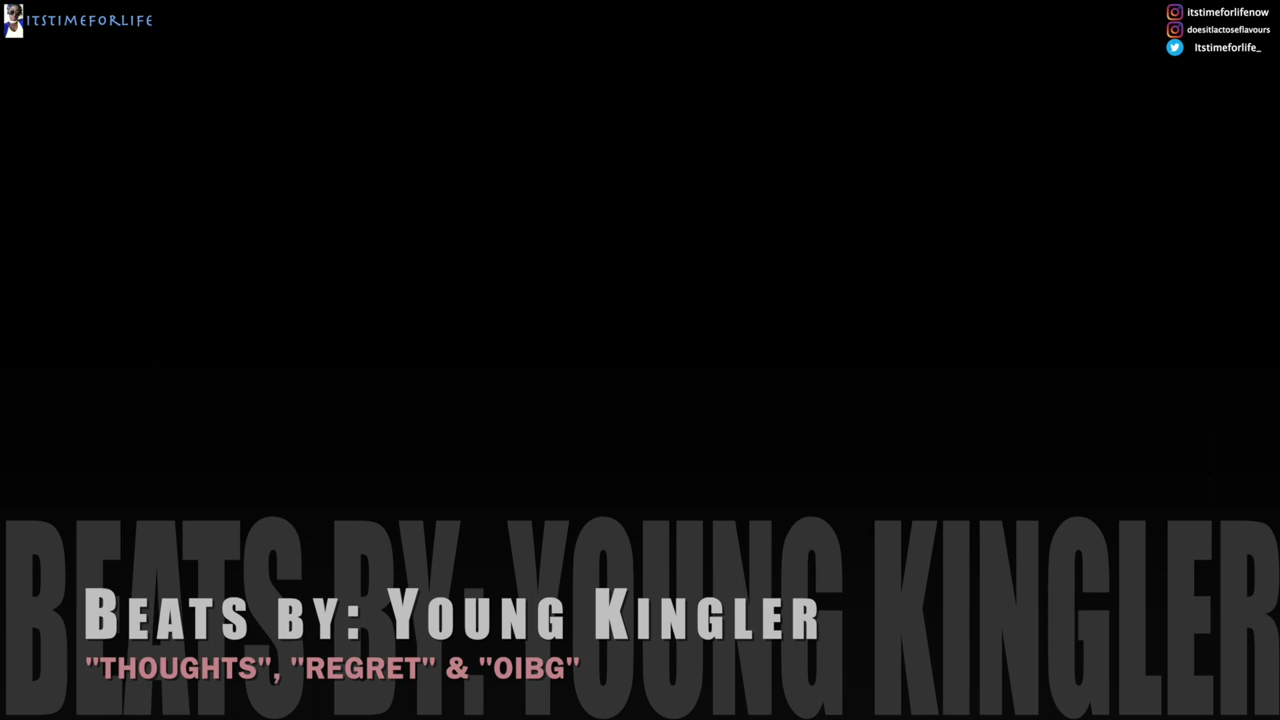 ITSTIMEFORLIFE
itstimeforlifenow
doesitlactoseflavours
Itstimeforlife_
BEATS BY: YOUNG KINGLER
BEATS BY: YOUNG KINGLER
"THOUGHTS", "REGRET" & "OIBG"